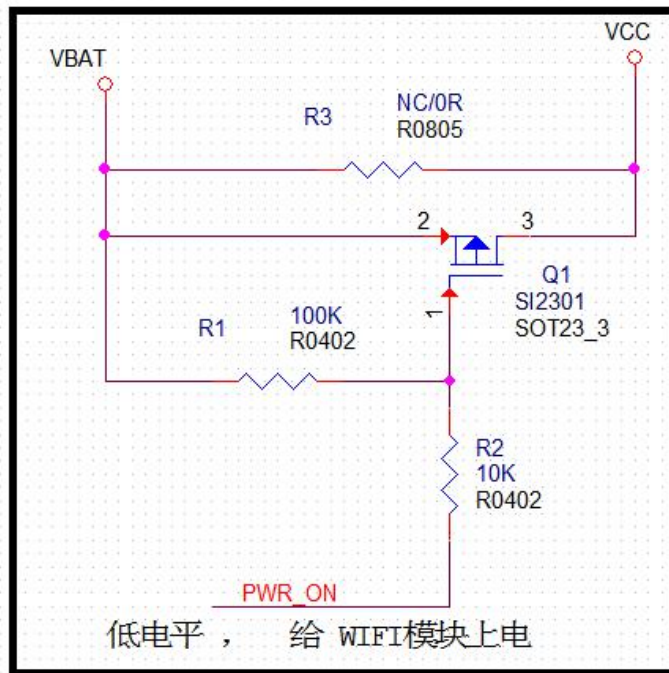 VCC
VBAT
NC/0R
R3
R0805
2
3
Q1
SI2301
SOT23_3
1
100K
R1
R0402
R2
10K
R0402
PWR_ON
低电平， 给 WIFI模块上电